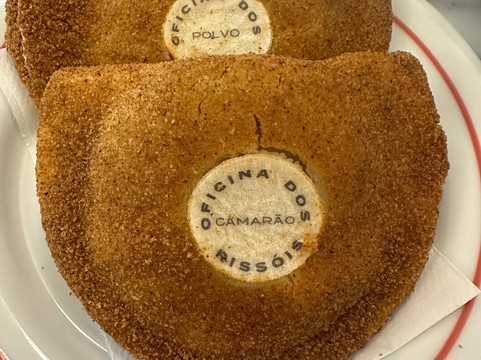 OFICINA DOS
POLVO
OFICINA DOS
CAMARÃO
RISSÓIS